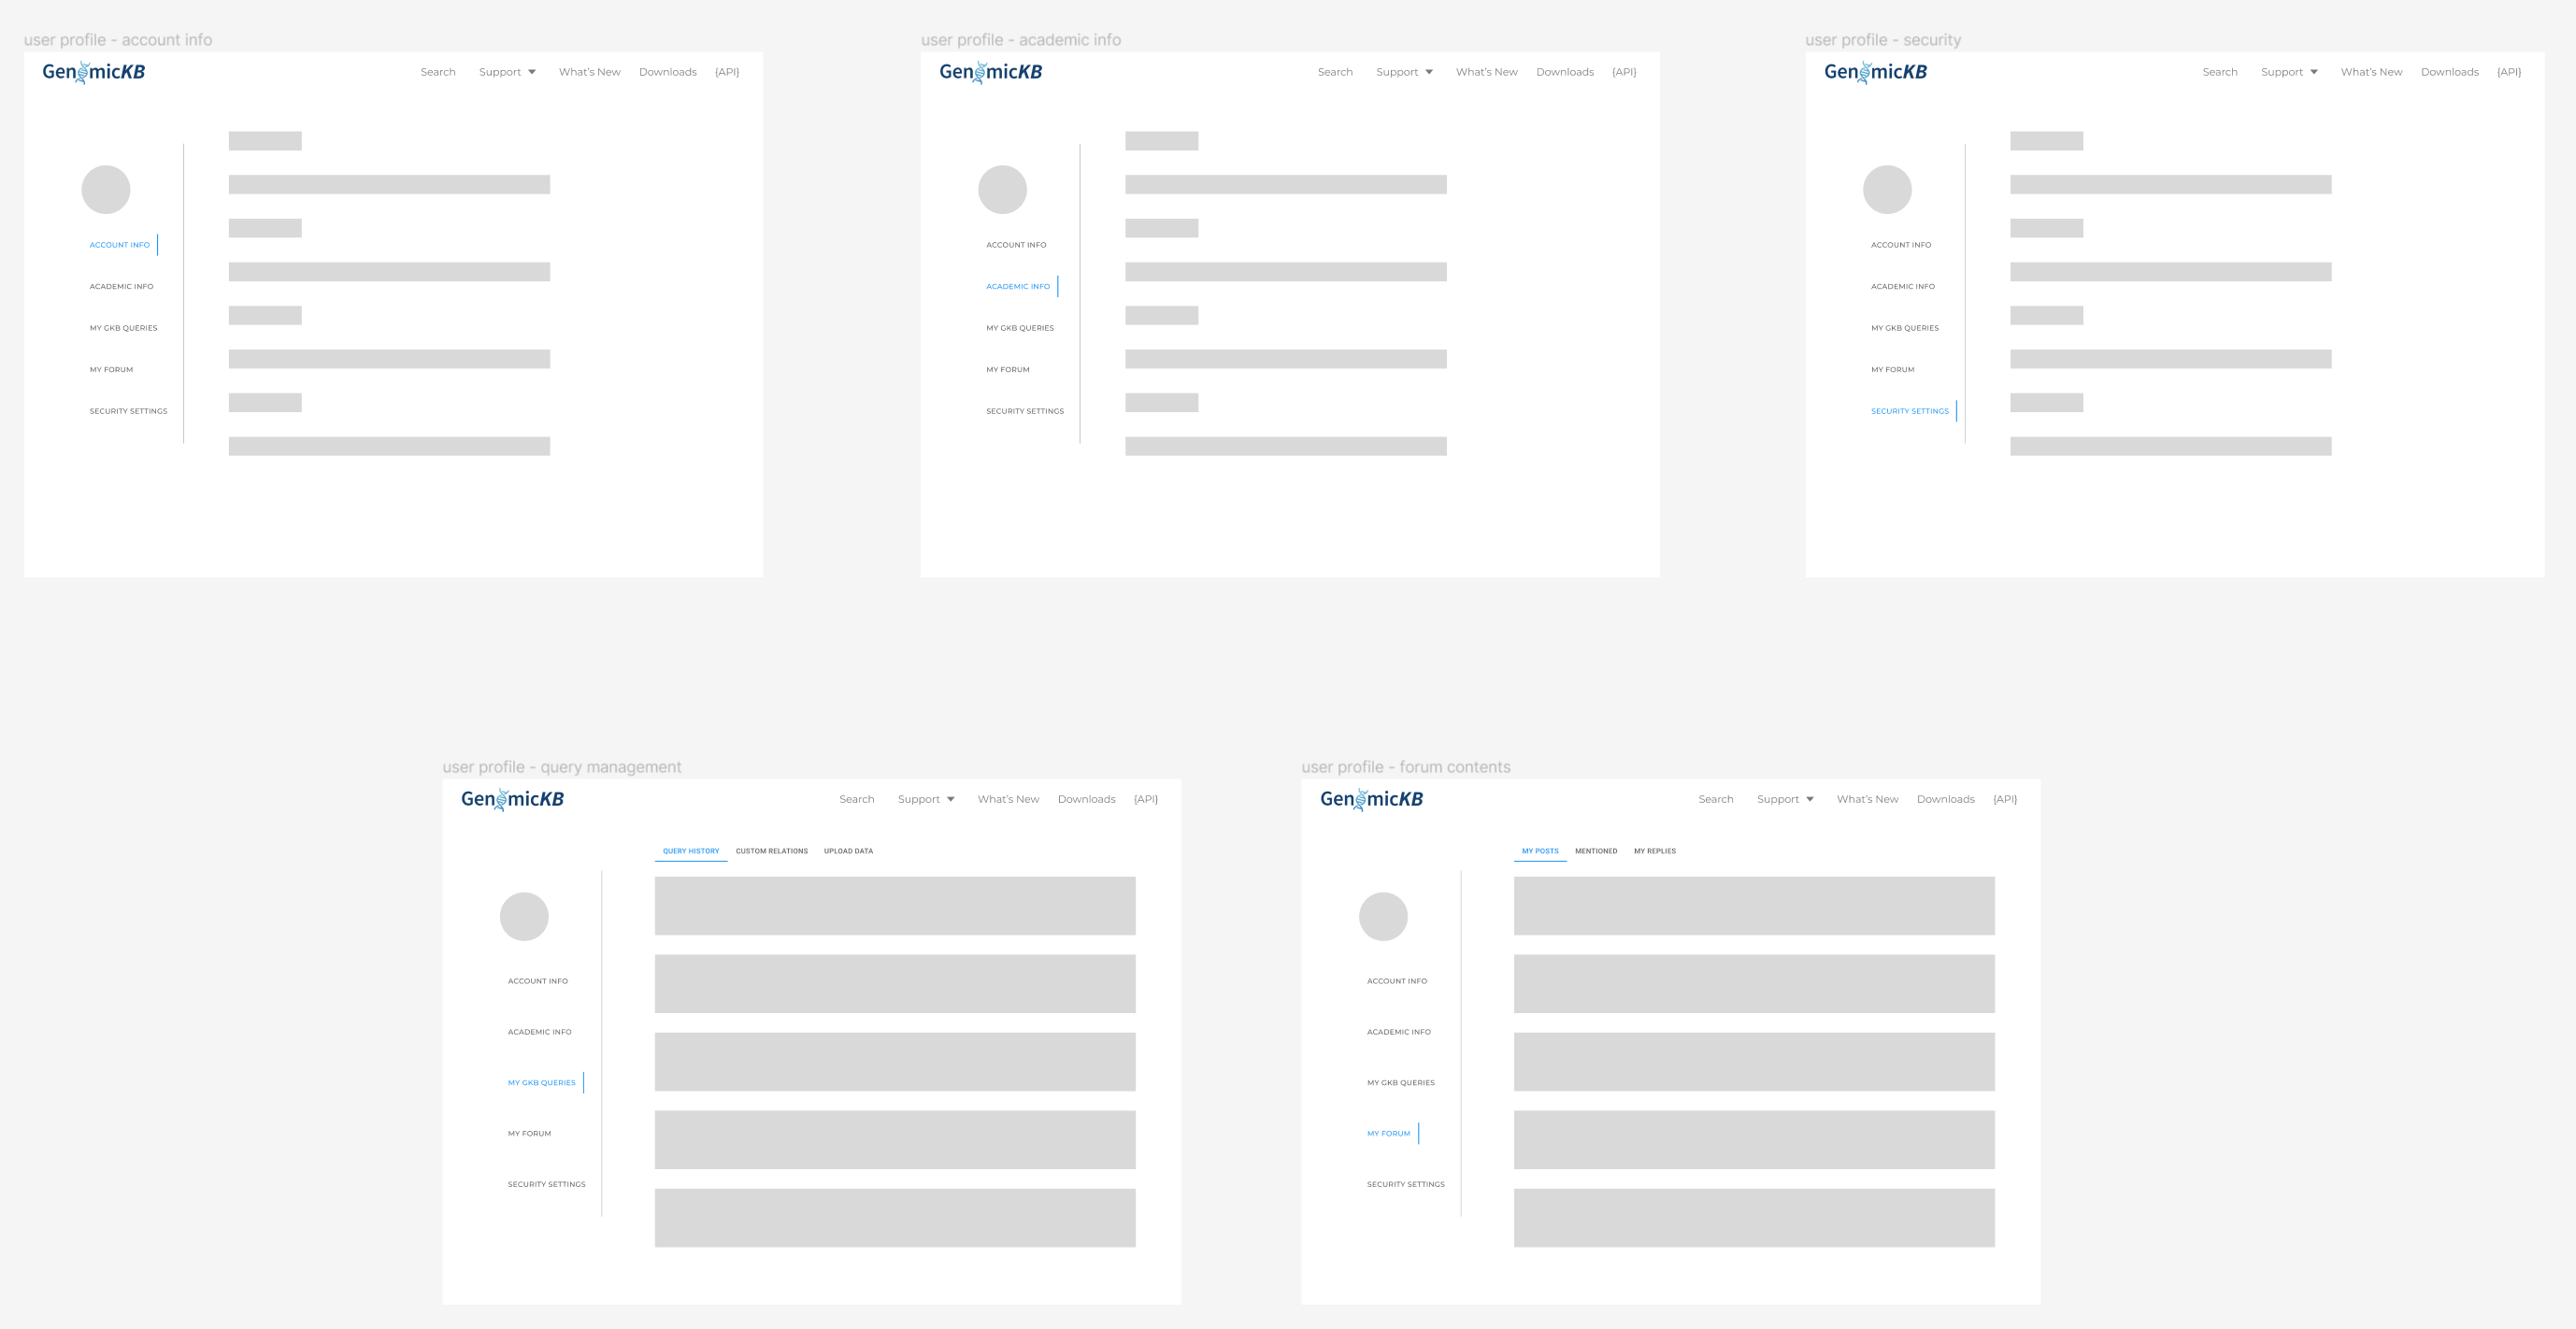 user profile - account info
GenomicKB
Search Support What's New Downloads {API}
ACCOUNT INFO
ACADEMIC INFO
MY GKB QUERIES
MY FORUM
SECURITY SETTINGS
user profile - academic info
GenomicKB
Search Support What's New Downloads {API}
ACCOUNT INFO
ACADEMIC INFO
MY GKB QUERIES
MY FORUM
SECURITY SETTINGS
user profile - security
GenomicKB
Search Support What's New Downloads {API}
ACCOUNT INFO
ACADEMIC INFO
MY GKB QUERIES
MY FORUM
SECURITY SETTINGS
user profile - query management
GenomicKB
Search Support What's New Downloads {API}
QUERY HISTORY CUSTOM RELATIONS UPLOAD DATA
ACCOUNT INFO
ACADEMIC INFO
MY GKB QUERIES
MY FORUM
SECURITY SETTINGS
user profile - forum contents
GenomicKB
Search Support What's New Downloads {API}
MY POSTS MENTIONED MY REPLIES
ACCOUNT INFO
ACADEMIC INFO
MY GKB QUERIES
MY FORUM
SECURITY SETTINGS